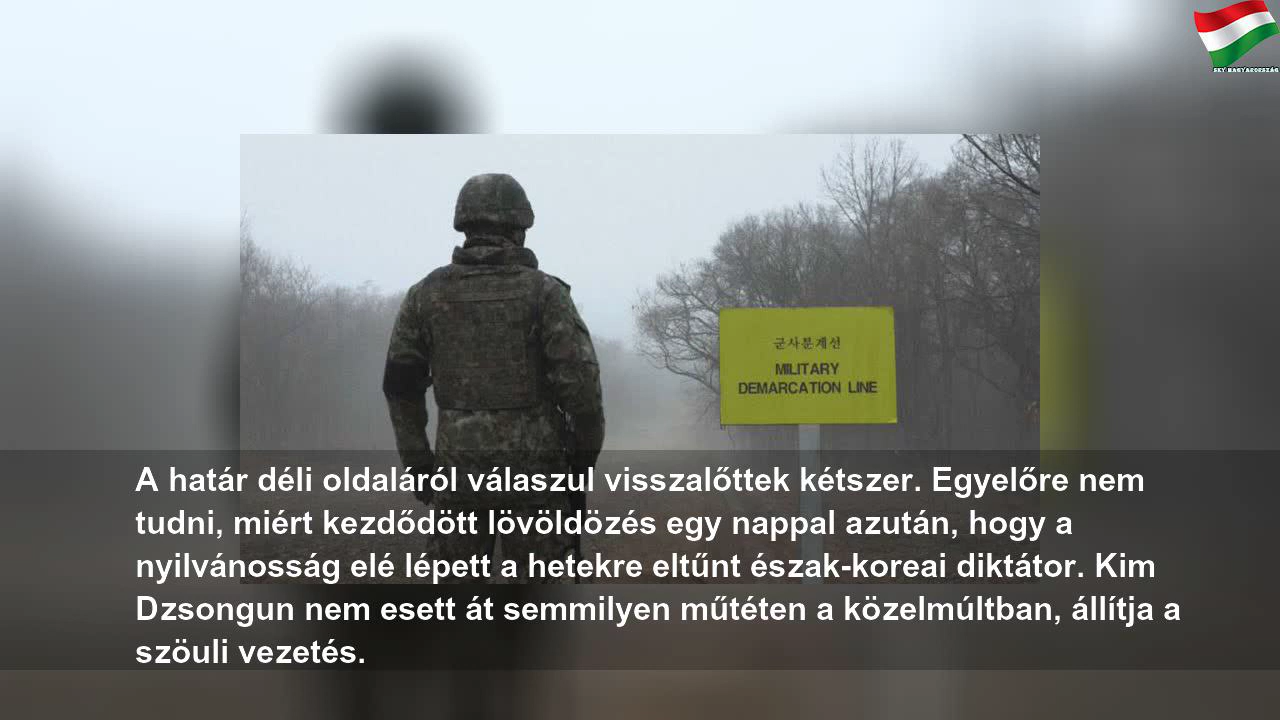 SKY MAGYARORSZÁG
군사분계선
MILITARY
DEMARCATION LINE
A határ déli oldaláról válaszul visszalőttek kétszer. Egyelőre nem
tudni, miért kezdődött lövöldözés egy nappal azután, hogy a
nyilvánosság elé lépett a hetekre eltűnt észak-koreai diktátor. Kim
Dzsongun nem esett át semmilyen műtéten a közelmúltban, állítja a
szöuli vezetés.